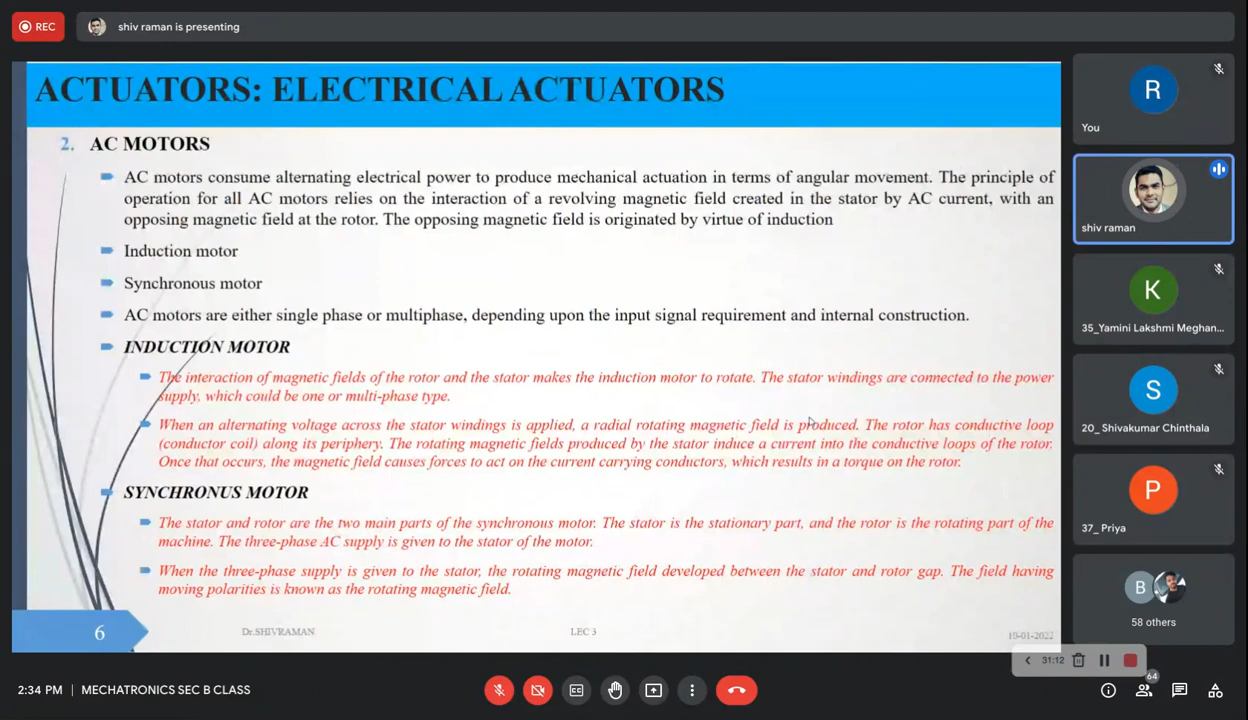 REC
shiv raman is presenting
ACTUATORS: ELECTRICAL ACTUATORS
2. AC MOTORS
AC motors consume alternating electrical power to produce mechanical actuation in terms of angular movement. The principle of
operation for all AC motors relies on the interaction of a revolving magnetic field created in the stator by AC current, with an
opposing magnetic field at the rotor. The opposing magnetic field is originated by virtue of induction
Induction motor
Synchronous motor
AC motors are either single phase or multiphase, depending upon the input signal requirement and internal construction.
INDUCTION MOTOR
The interaction of magnetic fields of the rotor and the stator makes the induction motor to rotate. The stator windings are connected to the power
supply, which could be one or multi-phase type.
When an alternating voltage across the stator windings is applied, a radial rotating magnetic field is produced. The rotor has conductive loop
(conductor coil) along its periphery. The rotating magnetic fields produced by the stator induce a current into the conductive loops of the rotor.
Once that occurs, the magnetic field causes forces to act on the current carrying conductors, which results in a torque on the rotor.
SYNCHRONUS MOTOR
The stator and rotor are the two main parts of the synchronous motor. The stator is the stationary part, and the rotor is the rotating part of the
machine. The three-phase AC supply is given to the stator of the motor.
When the three-phase supply is given to the stator, the rotating magnetic field developed between the stator and rotor gap. The field having
moving polarities is known as the rotating magnetic field.
6
Dr.SHIVRAMAN
LEC 3
19-01-2022
R
You
shiv raman
K
35_Yamini Lakshmi Meghan...
S
20_ Shivakumar Chinthala
P
37_ Priya
B
58 others
31:12
2:34 PM | MECHATRONICS SEC B CLASS
64